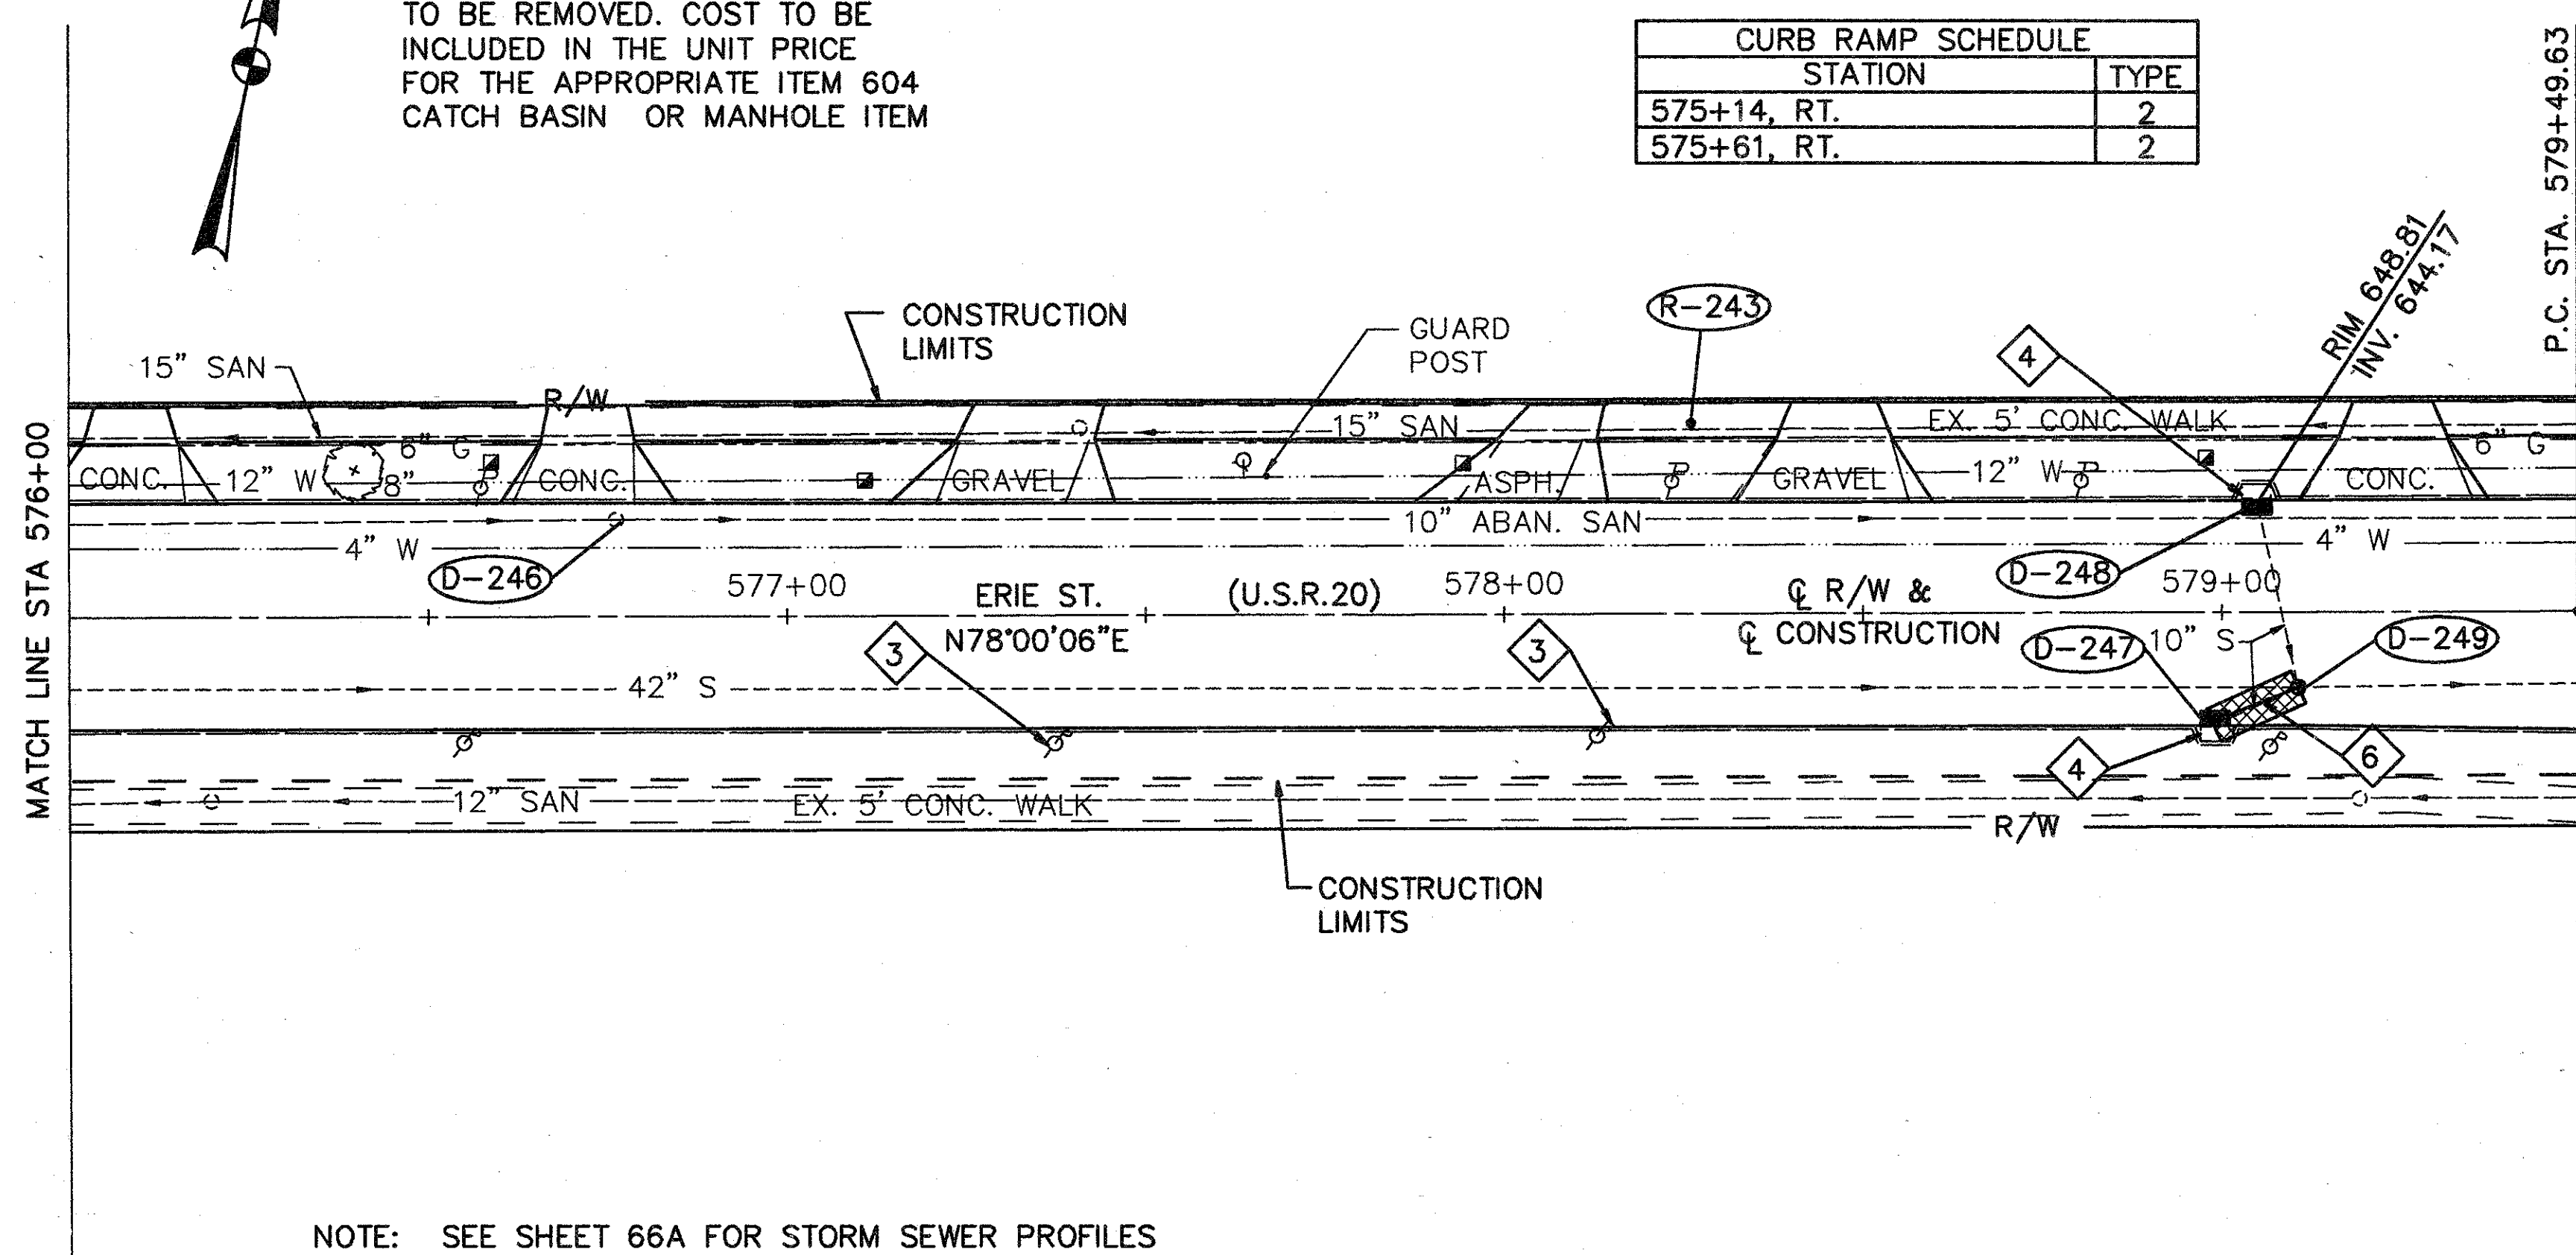 TO BE REMOVED. COST TO BE
INCLUDED IN THE UNIT PRICE
FOR THE APPROPRIATE ITEM 604
CATCH BASIN OR MANHOLE ITEM
CURB RAMP SCHEDULE
STATION TYPE
575+14, RT. 2
575+61, RT. 2
P.C. STA. 579+49.63
RIM 648.81
INV. 644.17
CONSTRUCTION
LIMITS
GUARD
POST
R-243
4
15" SAN
R/W
15" SAN
EX. 5' CONC. WALK
6" G
6" G
CONC.
12" W
8"
CONC.
GRAVEL
ASPH.
GRAVEL
12" W
CONC.
10" ABAN. SAN
4" W
4" W
D-246
D-248
577+00
578+00
579+00
ERIE ST.
(U.S.R.20)
℄ R/W &
℄ CONSTRUCTION
N78°00'06"E
3
3
D-247
10" S
D-249
MATCH LINE STA 576+00
42" S
4
6
12" SAN
EX. 5' CONC. WALK
R/W
CONSTRUCTION
LIMITS
NOTE: SEE SHEET 66A FOR STORM SEWER PROFILES